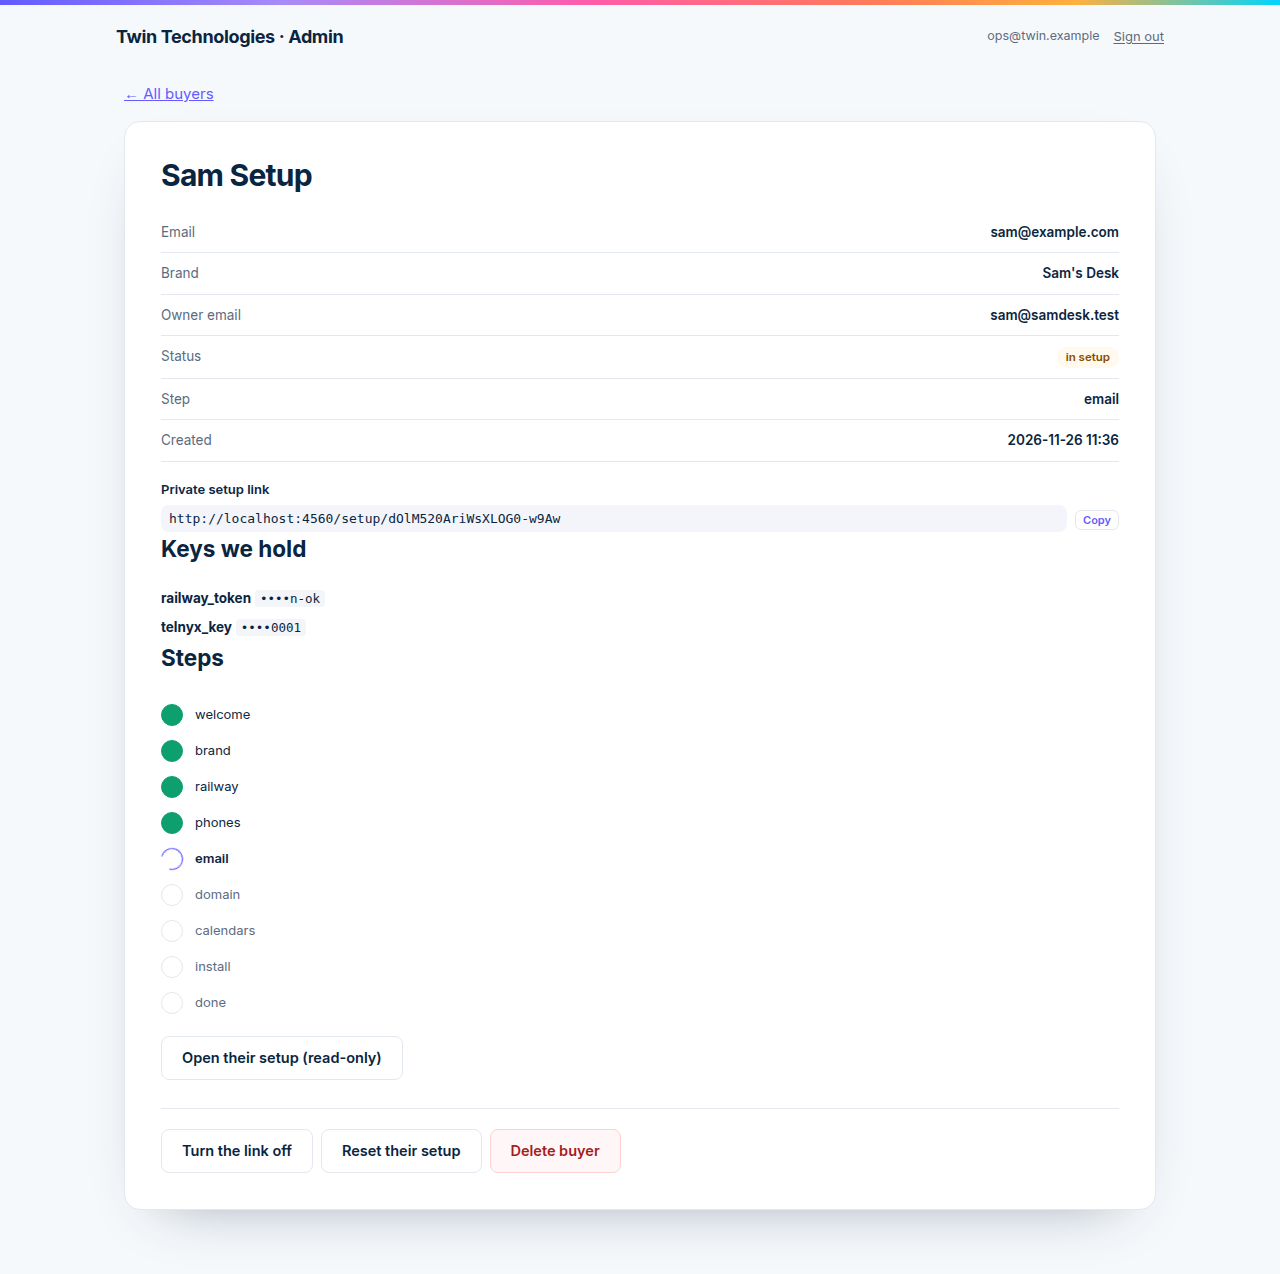 Twin Technologies · Admin
ops@twin.example Sign out
← All buyers
Sam Setup
Email sam@example.com
Brand Sam's Desk
Owner email sam@samdesk.test
Status in setup
Step email
Created 2026-11-26 11:36
Private setup link
http://localhost:4560/setup/dOlM520AriWsXLOG0-w9Aw Copy
Keys we hold
railway_token ••••n-ok
telnyx_key ••••0001
Steps
welcome
brand
railway
phones
email
domain
calendars
install
done
Open their setup (read-only)
Turn the link off Reset their setup Delete buyer